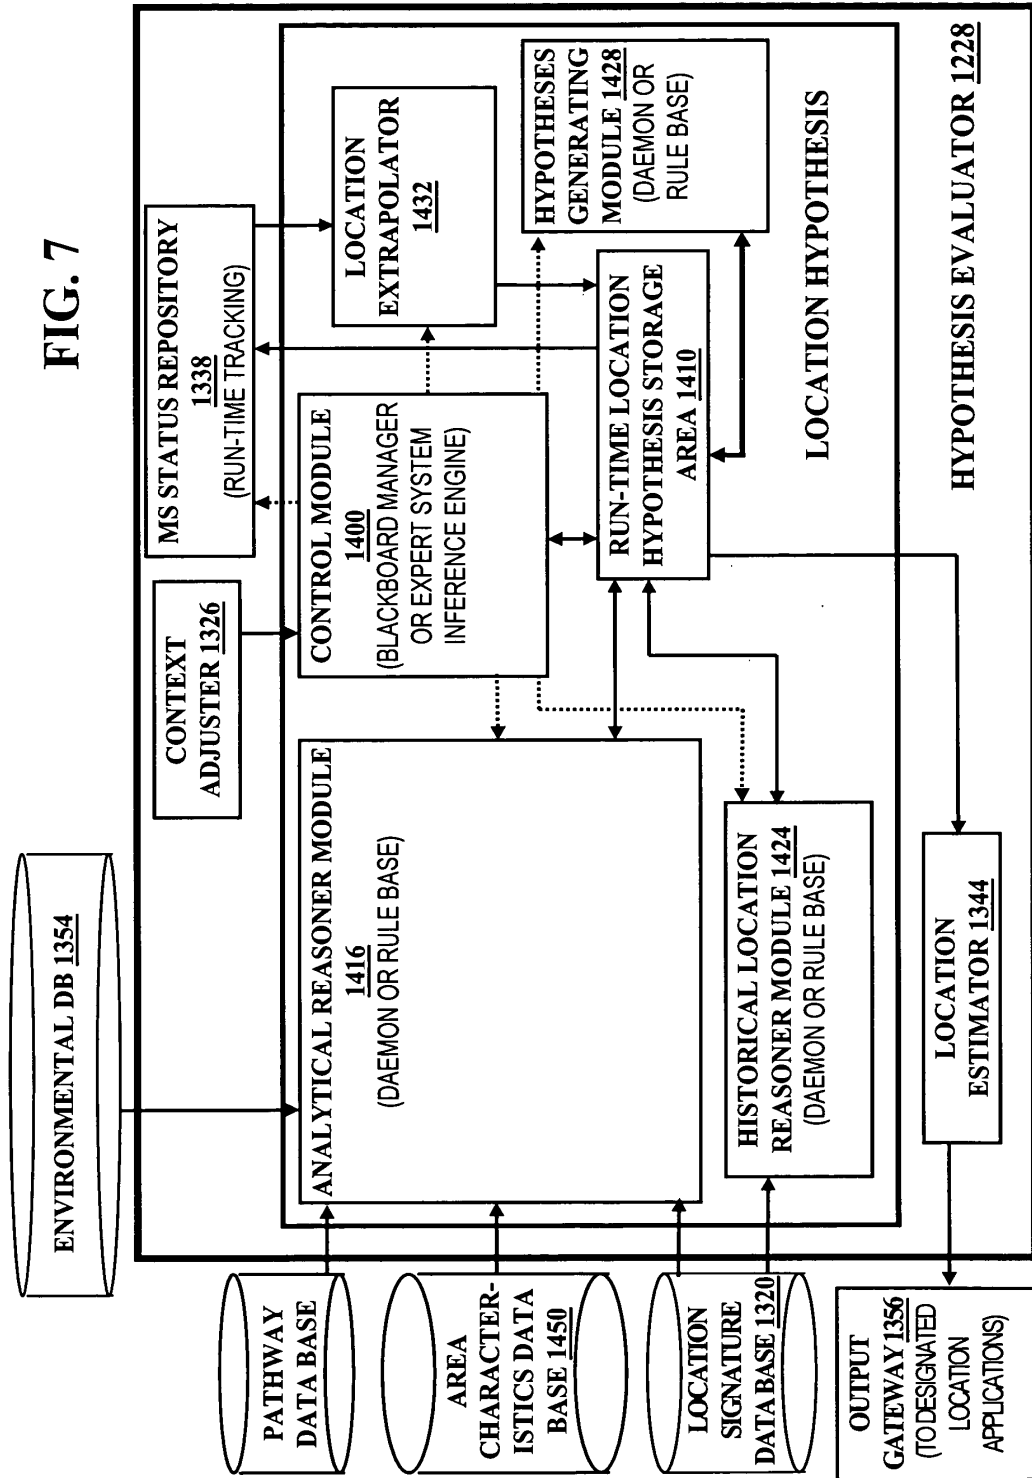 FIG. 7
ENVIRONMENTAL DB 1354
CONTEXT
ADJUSTER 1326
MS STATUS REPOSITORY
1338
(RUN-TIME TRACKING)
PATHWAY
DATA BASE
AREA
CHARACTER-
ISTICS DATA
BASE 1450
LOCATION
SIGNATURE
DATA BASE 1320
OUTPUT
GATEWAY 1356
(TO DESIGNATED
LOCATION
APPLICATIONS)
ANALYTICAL REASONER MODULE
1416
(DAEMON OR RULE BASE)
CONTROL MODULE
1400
(BLACKBOARD MANAGER
OR EXPERT SYSTEM
INFERENCE ENGINE)
LOCATION
EXTRAPOLATOR
1432
HISTORICAL LOCATION
REASONER MODULE 1424
(DAEMON OR RULE BASE)
RUN-TIME LOCATION
HYPOTHESIS STORAGE
AREA 1410
HYPOTHESES
GENERATING
MODULE 1428
(DAEMON OR
RULE BASE)
LOCATION HYPOTHESIS
LOCATION
ESTIMATOR 1344
HYPOTHESIS EVALUATOR 1228